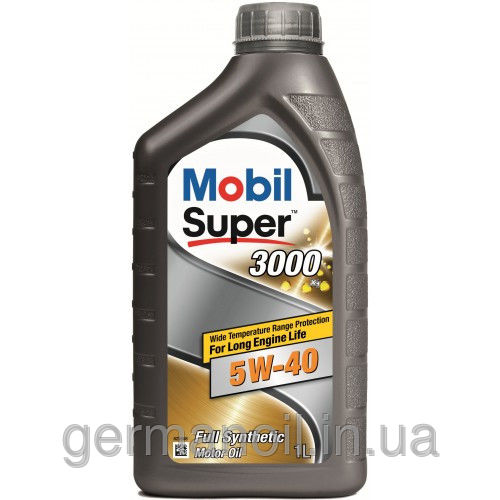 Mobil
Super™
3000
X1
Wide Temperature Range Protection
For Long Engine Life
5W-40
Full Synthetic
Motor Oil
1L
germanoil.in.ua